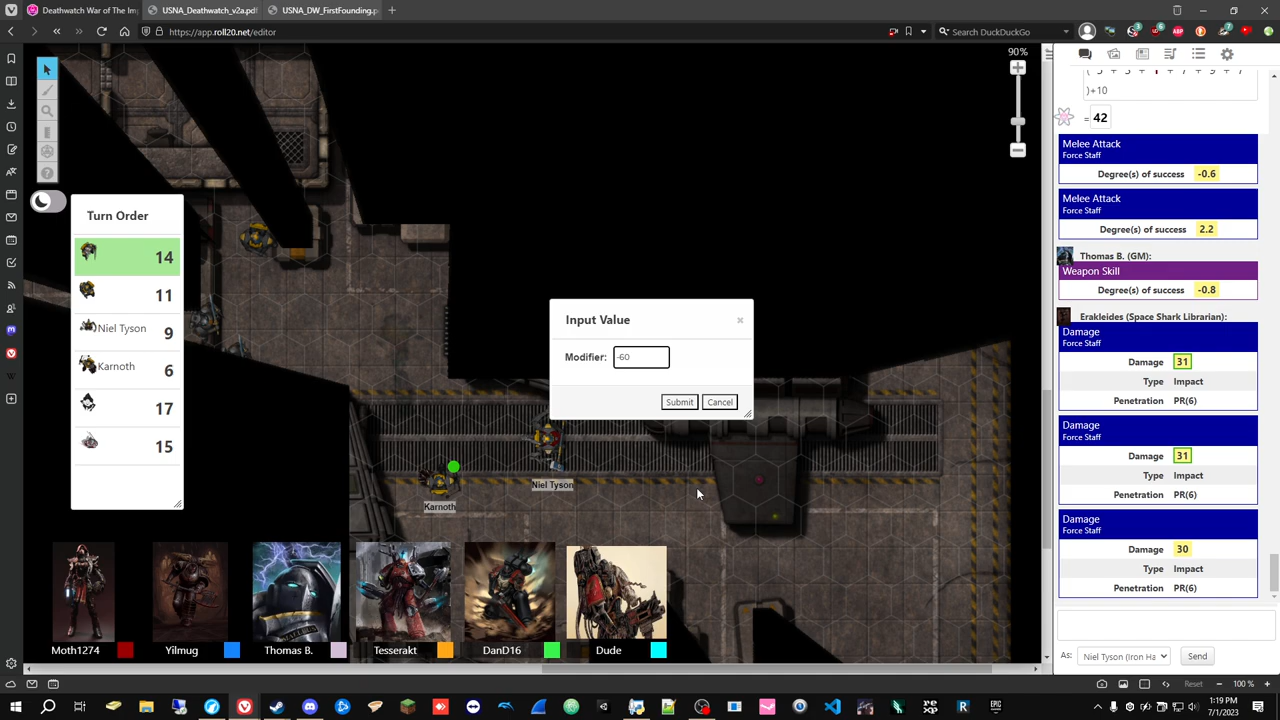 Deathwatch War of The Im
USNA_Deathwatch_v2a.pdf
USNA_DW_FirstFounding.p
https://app.roll20.net/editor
Search DuckDuckGo
90%
Turn Order
14
11
Niel Tyson 9
Karnoth 6
17
15
Input Value
Modifier: -60
Submit Cancel
Niel Tyson
Karnoth
Moth1274
Yilmug
Thomas B.
Tesserakt
DanD16
Dude
)+10
= 42
Melee Attack
Force Staff
Degree(s) of success -0.6
Melee Attack
Force Staff
Degree(s) of success 2.2
Thomas B. (GM):
Weapon Skill
Degree(s) of success -0.8
Erakleides (Space Shark Librarian):
Damage
Force Staff
Damage 31
Type Impact
Penetration PR(6)
Damage
Force Staff
Damage 31
Type Impact
Penetration PR(6)
Damage
Force Staff
Damage 30
Type Impact
Penetration PR(6)
As: Niel Tyson (Iron Ha
Send
Reset
100 %
1:19 PM
7/1/2023